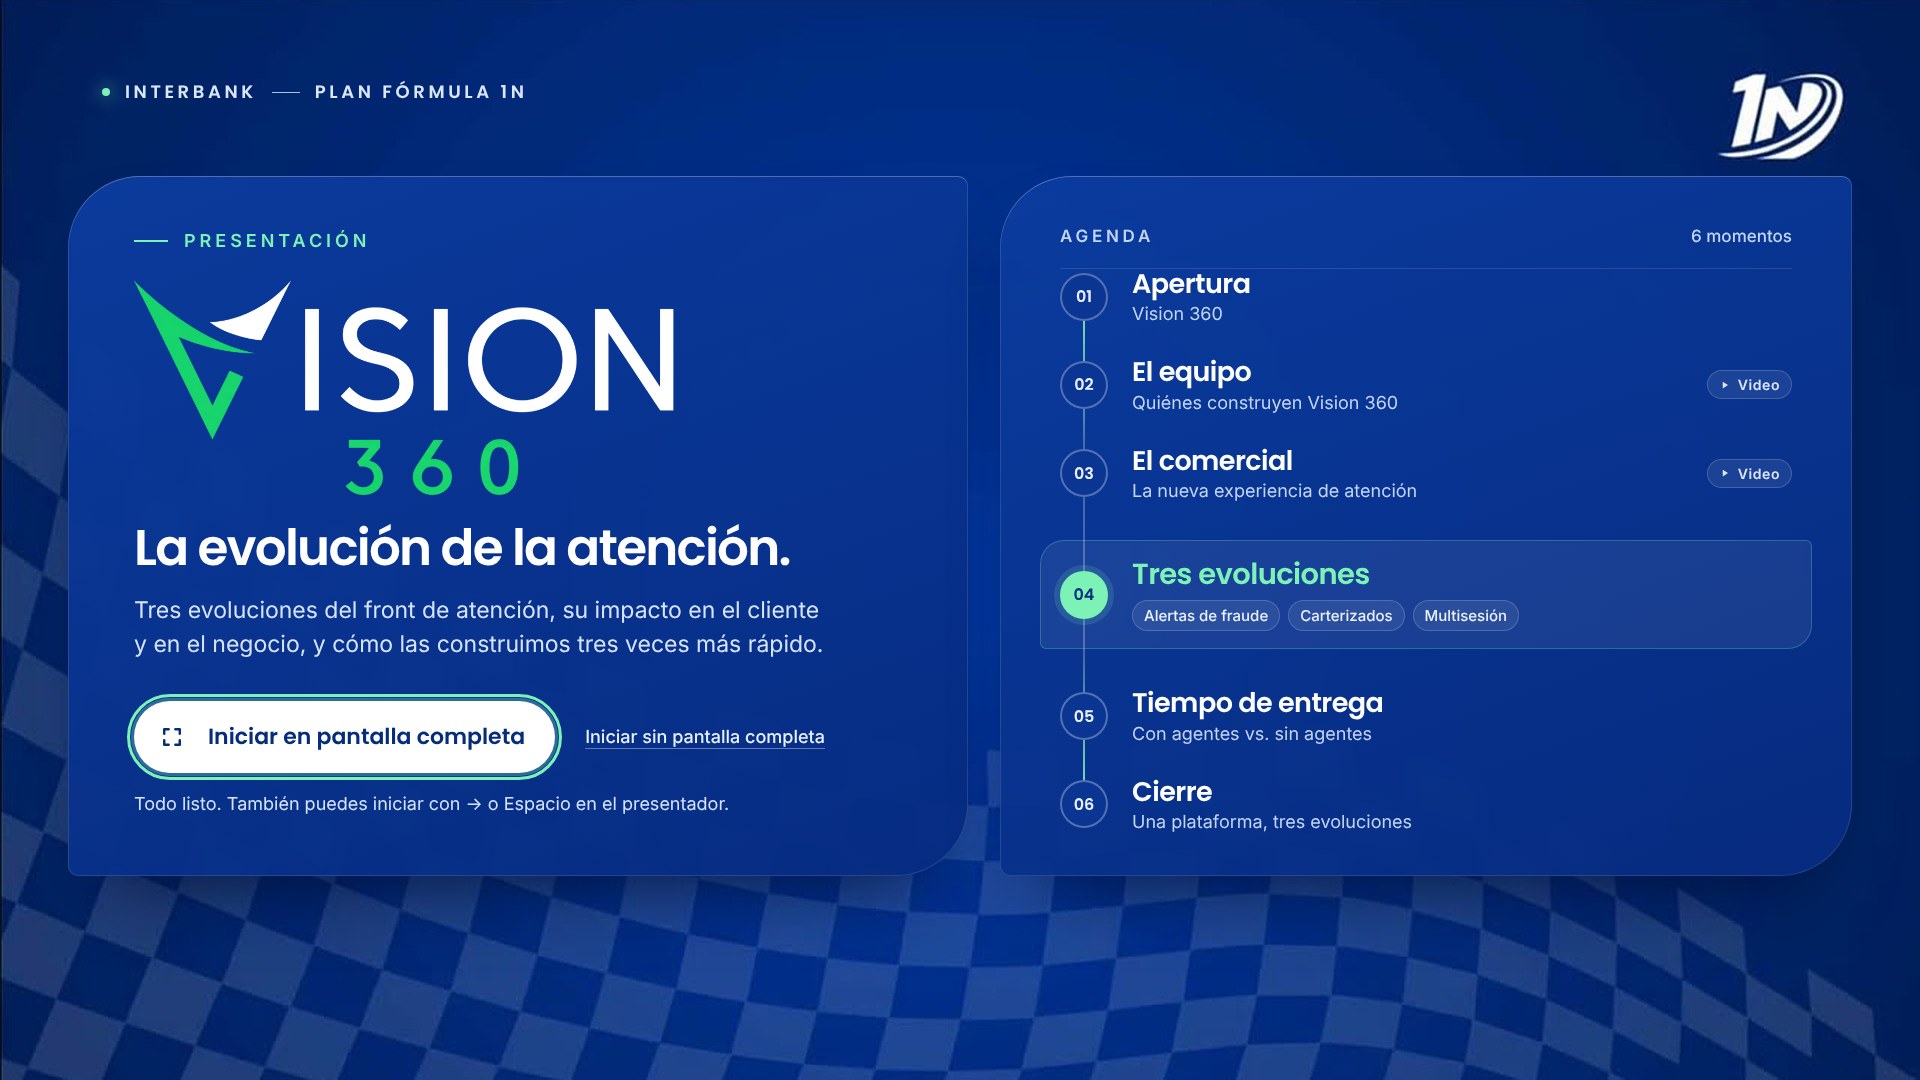 INTERBANK — PLAN FÓRMULA 1N
1N
PRESENTACIÓN
VISION
360
La evolución de la atención.
Tres evoluciones del front de atención, su impacto en el cliente
y en el negocio, y cómo las construimos tres veces más rápido.
Iniciar en pantalla completa
Iniciar sin pantalla completa
Todo listo. También puedes iniciar con → o Espacio en el presentador.
AGENDA
6 momentos
01
Apertura
Vision 360
02
El equipo
Quiénes construyen Vision 360
Video
03
El comercial
La nueva experiencia de atención
Video
04
Tres evoluciones
Alertas de fraude
Carterizados
Multisesión
05
Tiempo de entrega
Con agentes vs. sin agentes
06
Cierre
Una plataforma, tres evoluciones